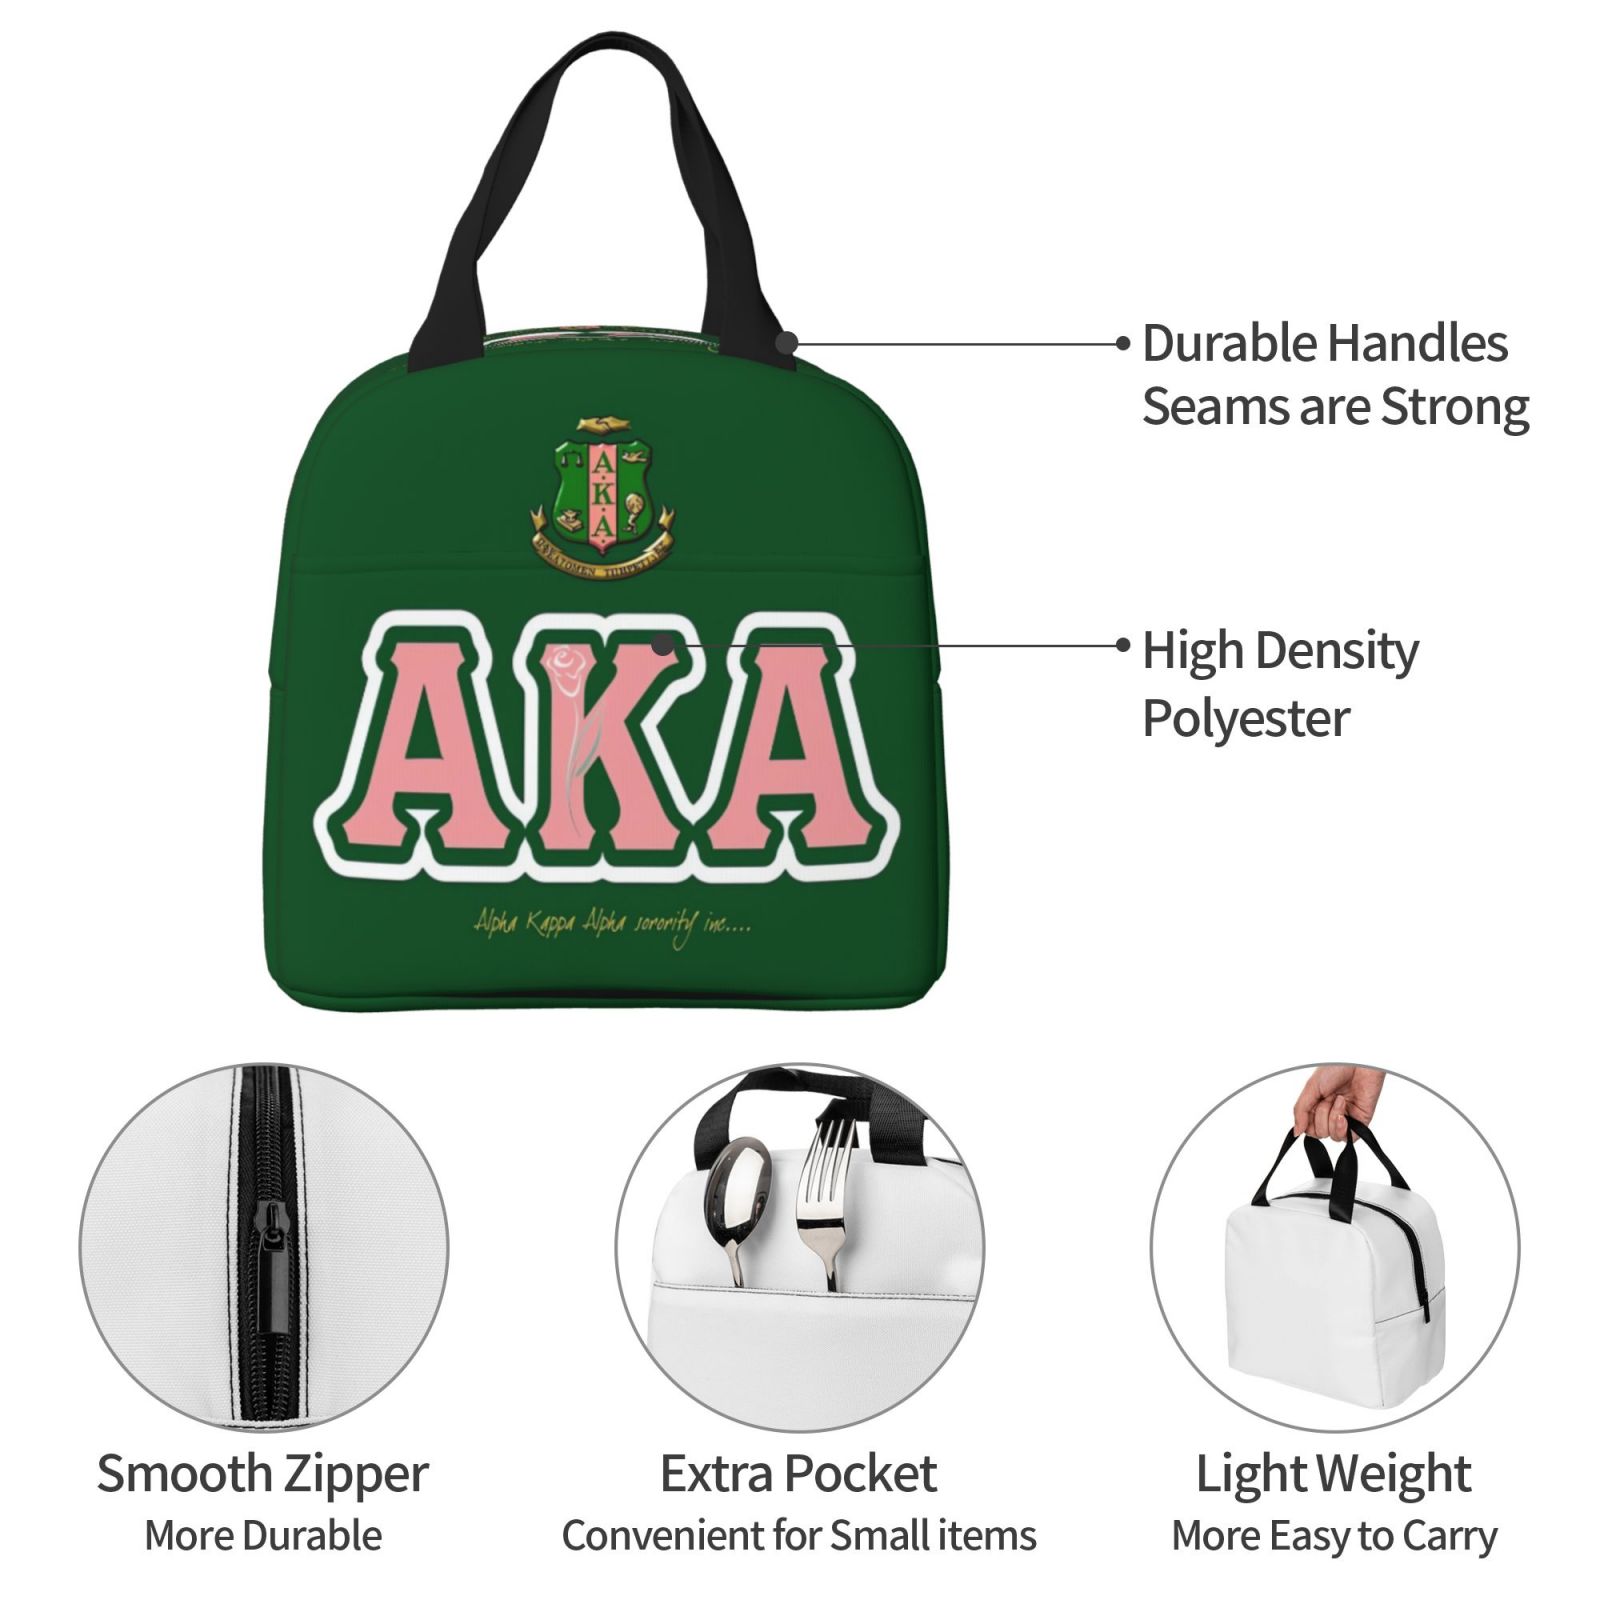 Durable Handles
Seams are Strong
A
K
A
TURPETE
AKA
Alpha Kappa Alpha sorority inc....
High Density
Polyester
Smooth Zipper
More Durable
Extra Pocket
Convenient for Small items
Light Weight
More Easy to Carry